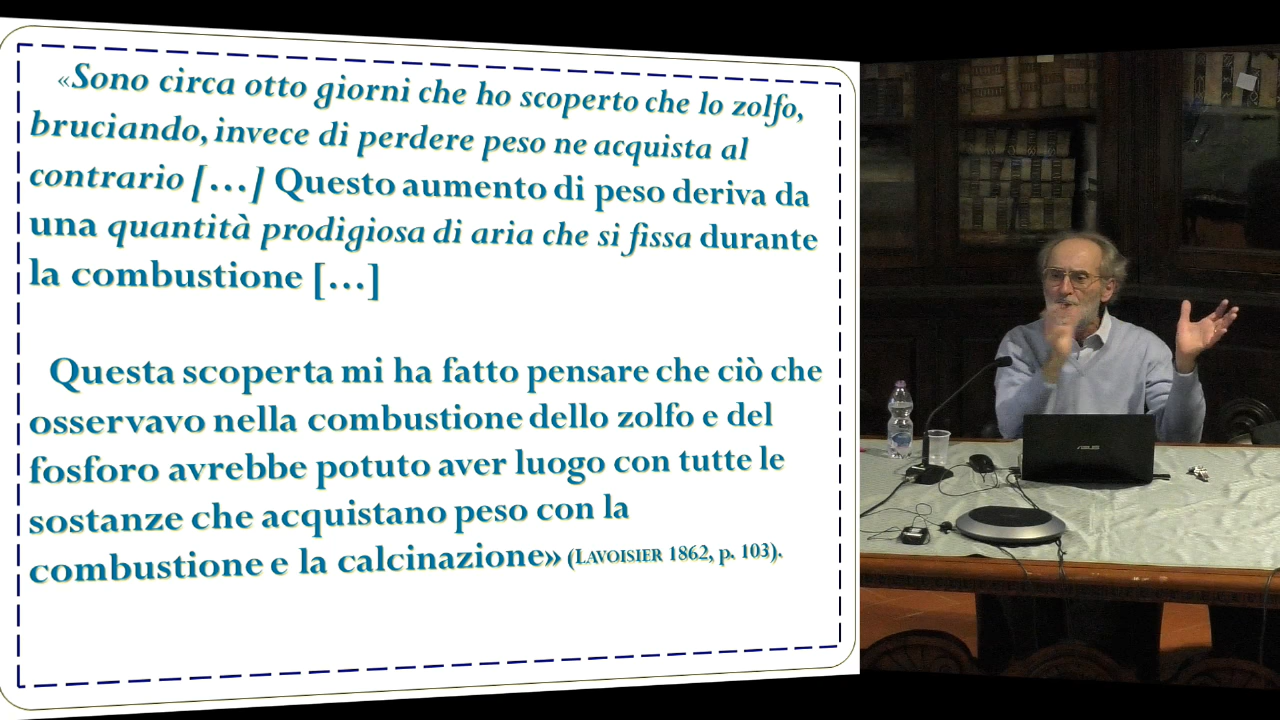 «Sono circa otto giorni che ho scoperto che lo zolfo,
bruciando, invece di perdere peso ne acquista al
contrario [...] Questo aumento di peso deriva da
una quantità prodigiosa di aria che si fissa durante
la combustione [...]
Questa scoperta mi ha fatto pensare che ciò che
osservavo nella combustione dello zolfo e del
fosforo avrebbe potuto aver luogo con tutte le
sostanze che acquistano peso con la
combustione e la calcinazione» (LAVOISIER 1862, p. 103).
ASUS